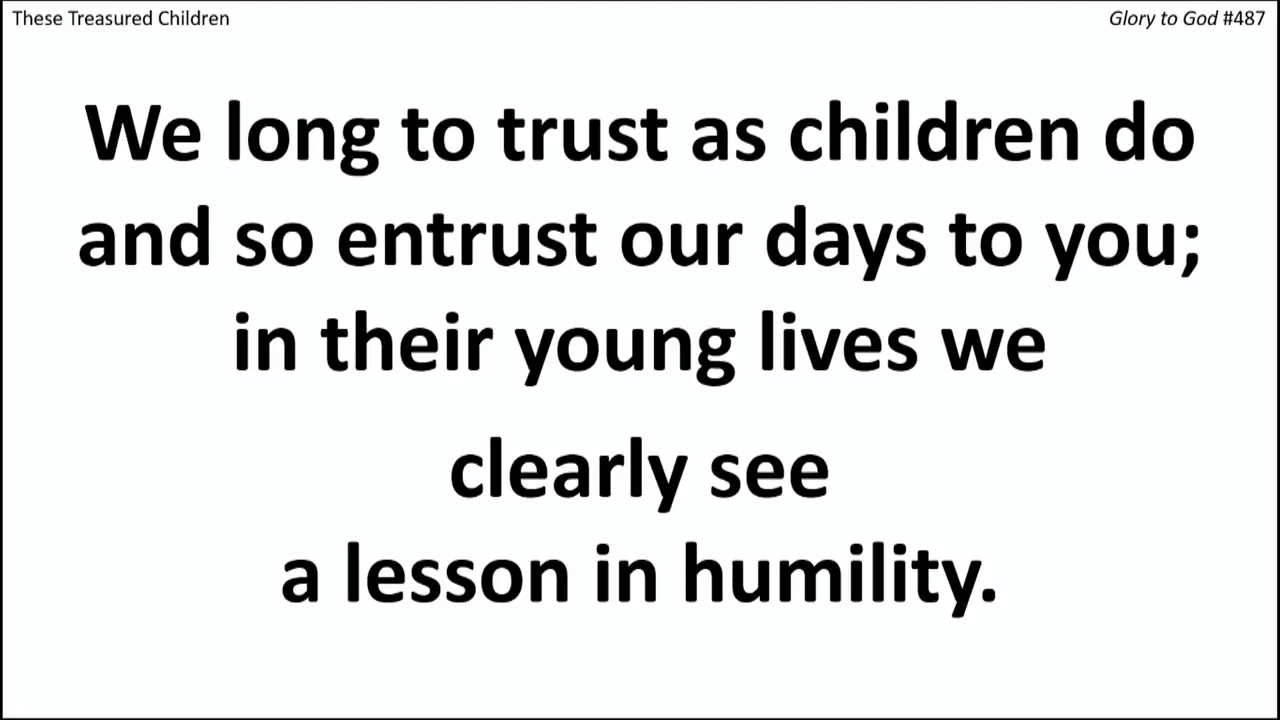 These Treasured Children
Glory to God #487
We long to trust as children do
and so entrust our days to you;
in their young lives we
clearly see
a lesson in humility.